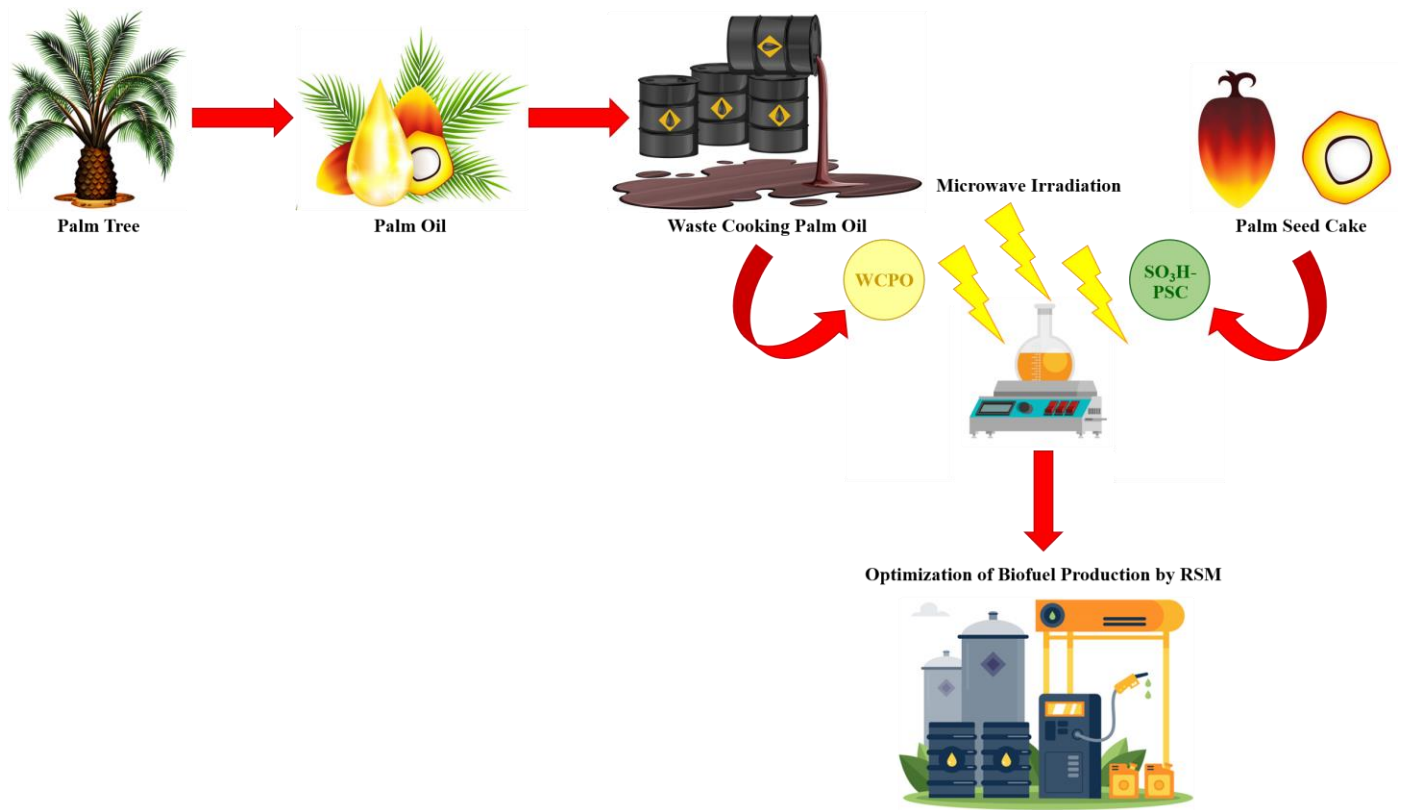 Palm Tree
Palm Oil
Waste Cooking Palm Oil
Microwave Irradiation
Palm Seed Cake
WCPO
SO₃H-
PSC
Optimization of Biofuel Production by RSM